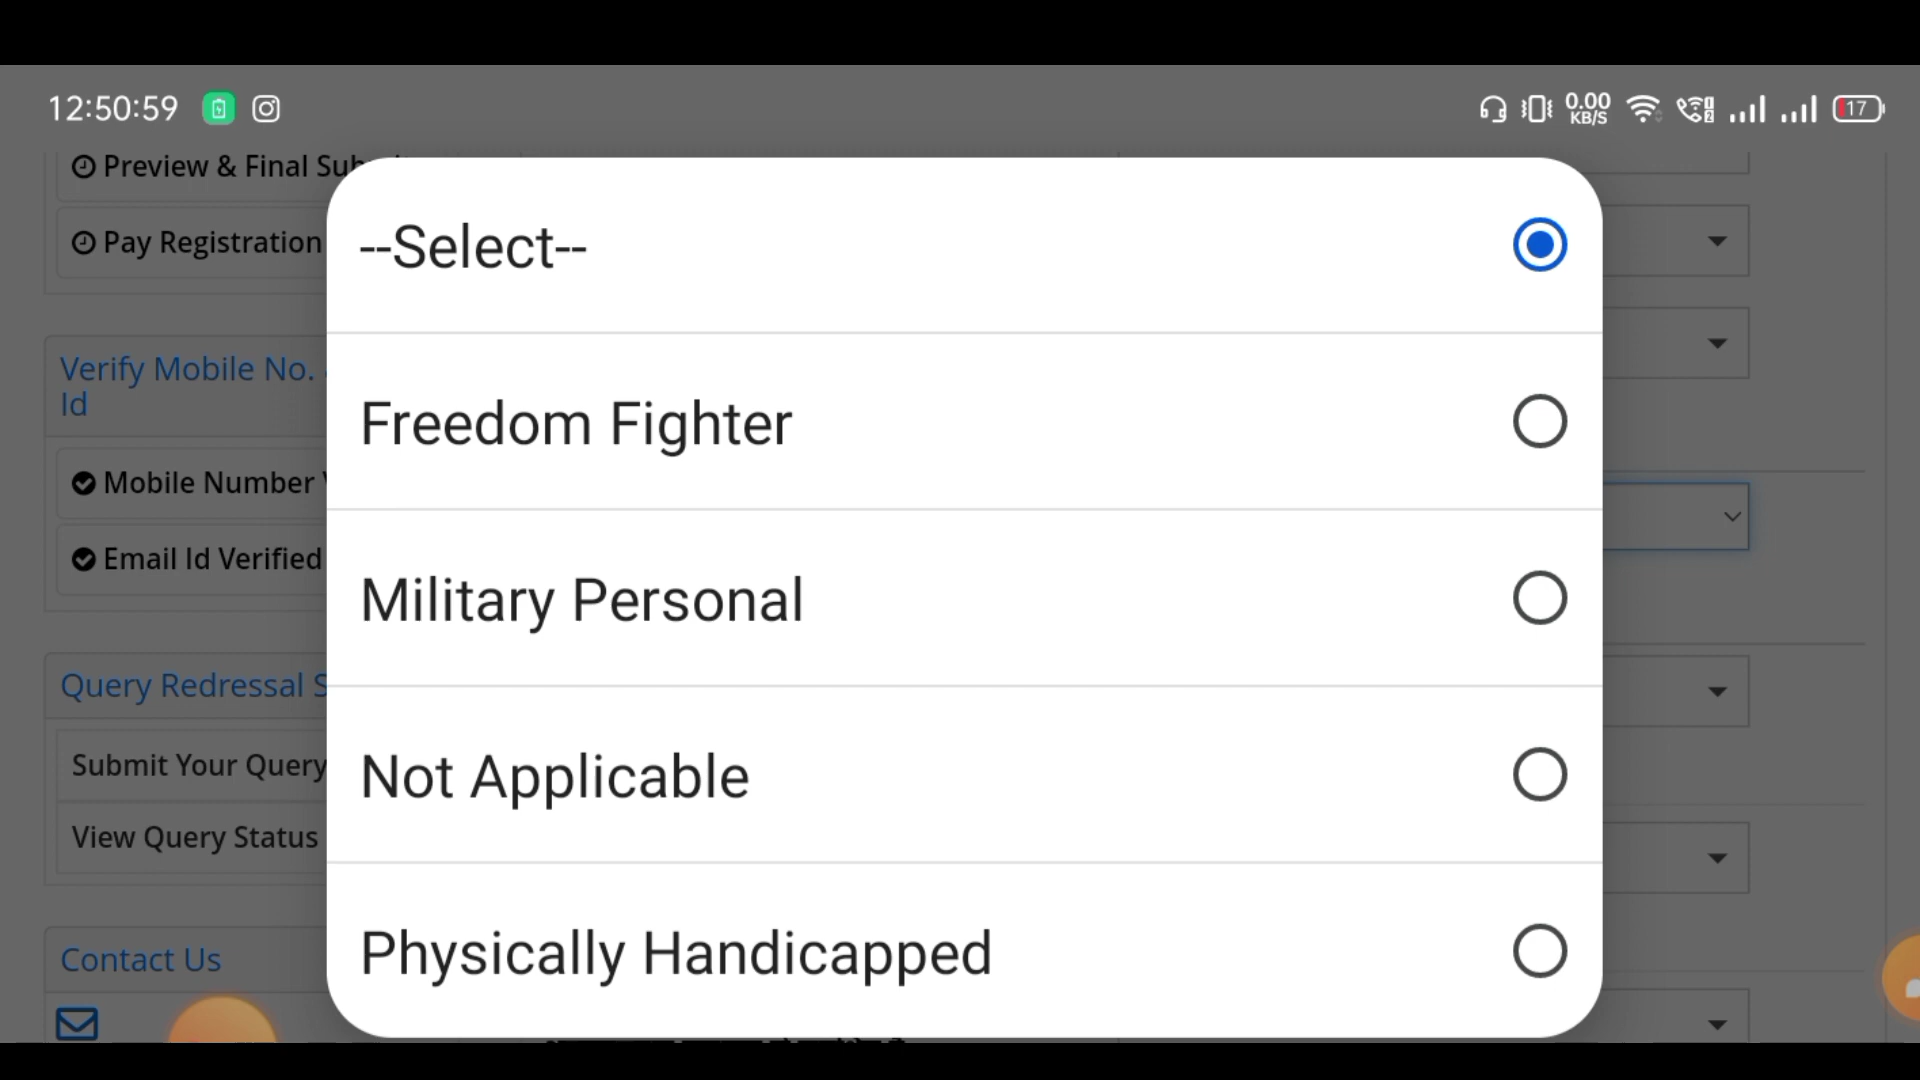 12:50:59
0.00
KB/S
17
Preview & Final
Pay Registration
--Select--
Freedom Fighter
Verify Mobile No.
Id
Mobile Number
Military Personal
Email Id Verified
Query Redressal
Submit Your Query
Not Applicable
View Query Status
Physically Handicapped
Contact Us